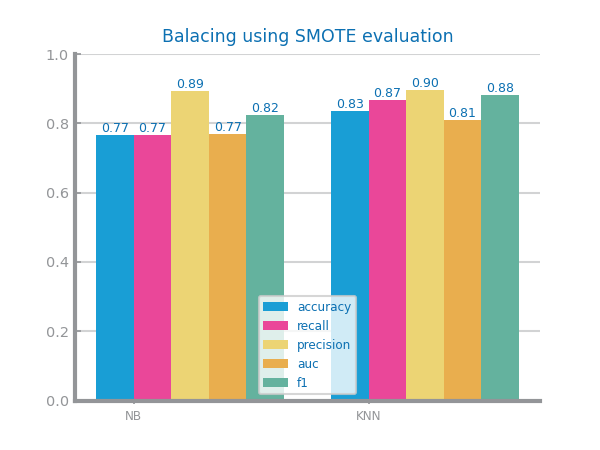 Balacing using SMOTE evaluation
1.0
0.8
0.6
0.4
0.2
0.0
0.77
0.77
0.89
0.77
0.82
0.83
0.87
0.90
0.81
0.88
accuracy
recall
precision
auc
f1
NB
KNN